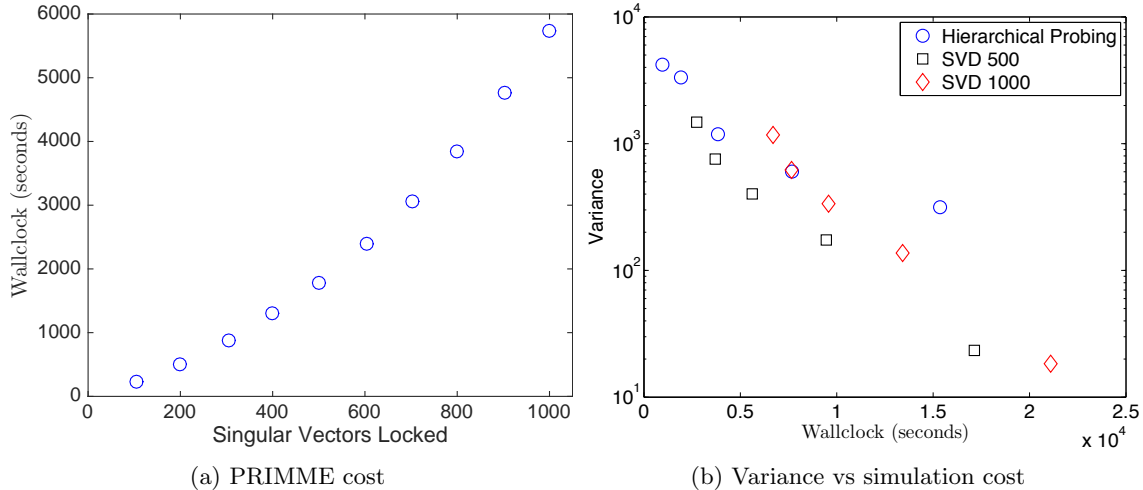 6000
5000
4000
3000
2000
1000
0
Wallclock (seconds)
0 200 400 600 800 1000
Singular Vectors Locked
(a) PRIMME cost
10^4
10^3
10^2
10^1
Variance
Hierarchical Probing
SVD 500
SVD 1000
0 0.5 1 1.5 2 2.5
Wallclock (seconds)
x 10^4
(b) Variance vs simulation cost